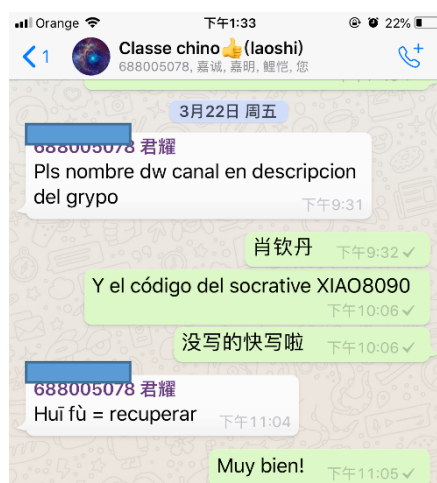 Orange 下午1:33 22%
1 Classe chino👍(laoshi)
688005078, 嘉诚, 嘉明, 鲤恺, 您
3月22日 周五
688005078 君耀
Pls nombre dw canal en descripcion
del grypo 下午9:31
肖钦丹 下午9:32
Y el código del socrative XIAO8090
下午10:06
没写的快写啦 下午10:06
688005078 君耀
Huī fù = recuperar 下午11:04
Muy bien! 下午11:05